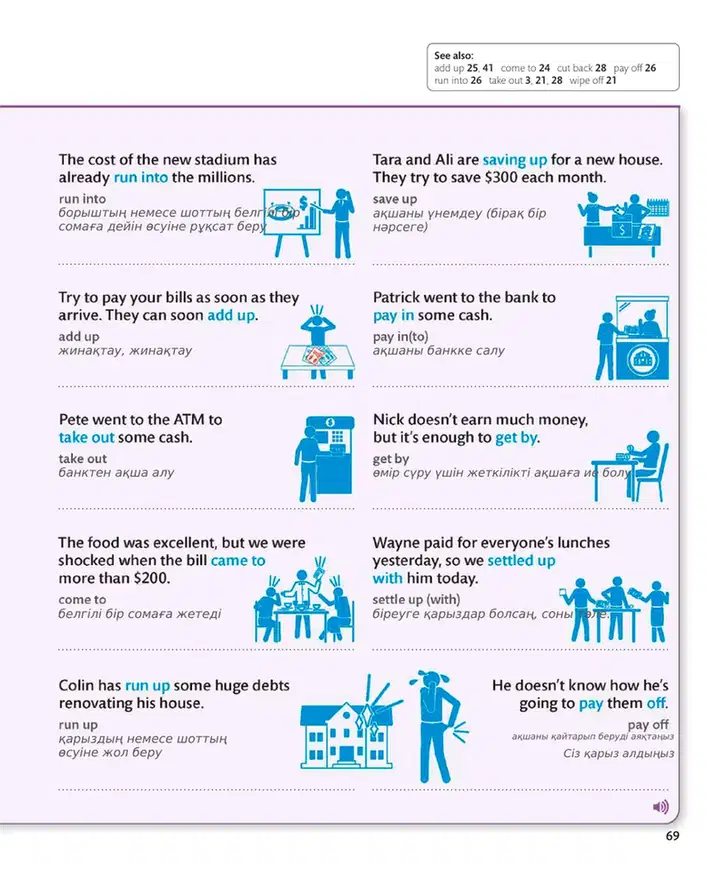 See also:
add up 25, 41 come to 24 cut back 28 pay off 26
run into 26 take out 3, 21, 28 wipe off 21
The cost of the new stadium has
already run into the millions.
run into
борыштың немесе шоттың белгілі бір
сомаға дейін өсуіне рұқсат беру
Tara and Ali are saving up for a new house.
They try to save $300 each month.
save up
ақшаны үнемдеу (бірақ бір
нәрсеге)
Try to pay your bills as soon as they
arrive. They can soon add up.
add up
жинақтау, жинақтау
Patrick went to the bank to
pay in some cash.
pay in(to)
ақшаны банкке салу
Pete went to the ATM to
take out some cash.
take out
банктен ақша алу
Nick doesn’t earn much money,
but it’s enough to get by.
get by
өмір сүру үшін жеткілікті ақшаға ие болу
The food was excellent, but we were
shocked when the bill came to
more than $200.
come to
белгілі бір сомаға жетеді
Wayne paid for everyone’s lunches
yesterday, so we settled up
with him today.
settle up (with)
біреуге қарыздар болсаң, соны төле.
Colin has run up some huge debts
renovating his house.
run up
қарыздың немесе шоттың
өсуіне жол беру
He doesn’t know how he’s
going to pay them off.
pay off
ақшаны қайтарып беруді аяқтаңыз
Сіз қарыз алдыңыз
69